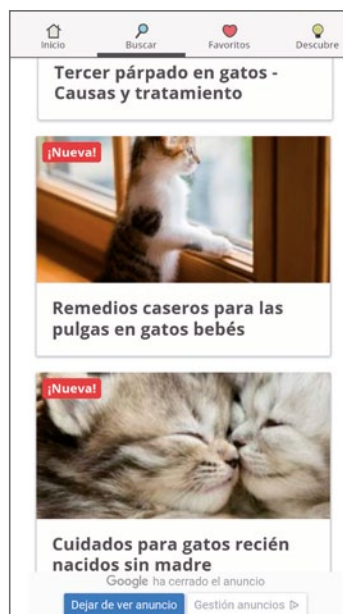 Inicio
Buscar
Favoritos
Descubre
Tercer párpado en gatos -
Causas y tratamiento
¡Nueva!
Remedios caseros para las
pulgas en gatos bebés
¡Nueva!
Cuidados para gatos recién
nacidos sin madre
Google ha cerrado el anuncio
Dejar de ver anuncio
Gestión anuncios